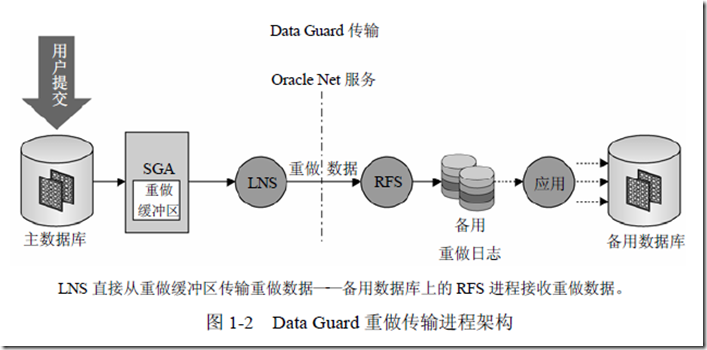 Data Guard 传输
用户提交
Oracle Net 服务
SGA
重做
缓冲区
LNS
重做 数据
RFS
应用
主数据库
备用
重做日志
备用数据库
LNS 直接从重做缓冲区传输重做数据——备用数据库上的 RFS 进程接收重做数据。
图 1-2 Data Guard 重做传输进程架构